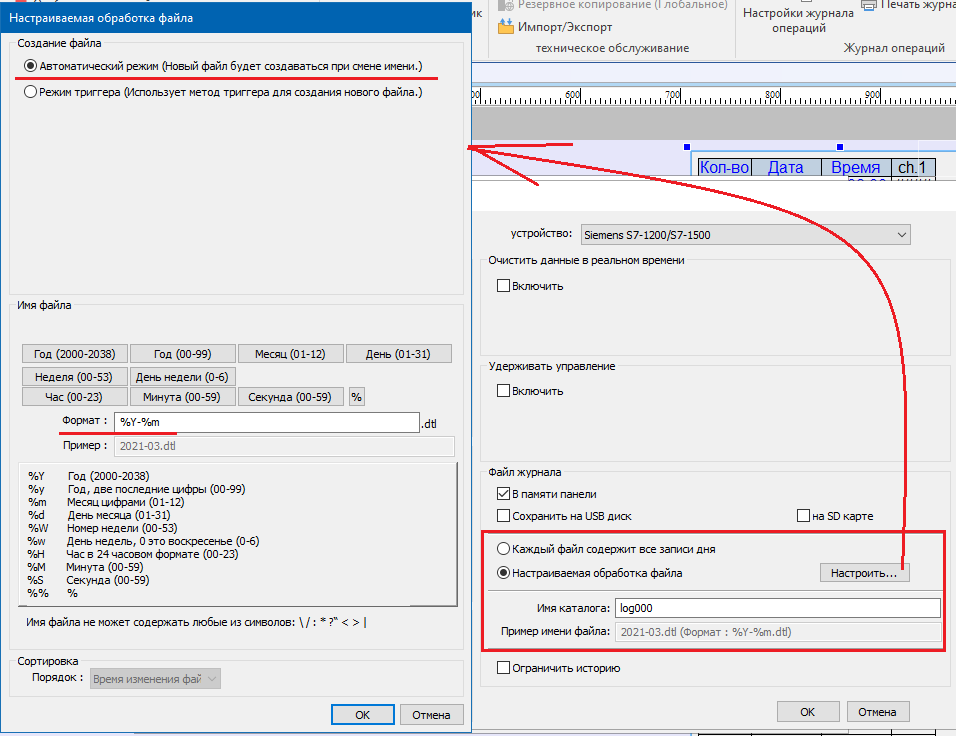 Настраиваемая обработка файла
Создание файла
Автоматический режим (Новый файл будет создаваться при смене имени.)
Режим триггера (Использует метод триггера для создания нового файла.)
Имя файла
Год (2000-2038)
Год (00-99)
Месяц (01-12)
День (01-31)
Неделя (00-53)
День недели (0-6)
Час (00-23)
Минута (00-59)
Секунда (00-59)
%
Формат :
%Y-%m
.dtl
Пример :
2021-03.dtl
%Y Год (2000-2038)
%y Год, две последние цифры (00-99)
%m Месяц цифрами (01-12)
%d День месяца (01-31)
%W Номер недели (00-53)
%w День недель, 0 это воскресенье (0-6)
%H Час в 24 часовом формате (00-23)
%M Минута (00-59)
%S Секунда (00-59)
%% %
Имя файла не может содержать любые из символов: \ / : * ?" < > |
Сортировка
Порядок :
Время изменения фай
OK
Отмена
ик
Резервное копирование (Глобальное)
Импорт/Экспорт
техническое обслуживание
Настройки журнала
операций
Печать журна
Журнал операций
00
600
700
800
900
Кол-во
Дата
Время
ch.1
устройство:
Siemens S7-1200/S7-1500
Очистить данные в реальном времени
Включить
Удерживать управление
Включить
Файл журнала
В памяти панели
Сохранить на USB диск
на SD карте
Каждый файл содержит все записи дня
Настраиваемая обработка файла
Настроить...
Имя каталога:
log000
Пример имени файла:
2021-03.dtl (Формат : %Y-%m.dtl)
Ограничить историю
OK
Отмена